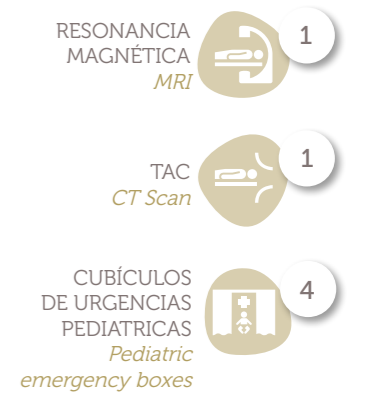 RESONANCIA
MAGNÉTICA
MRI
1
TAC
CT Scan
1
CUBÍCULOS
DE URGENCIAS
PEDIATRICAS
Pediatric
emergency boxes
4